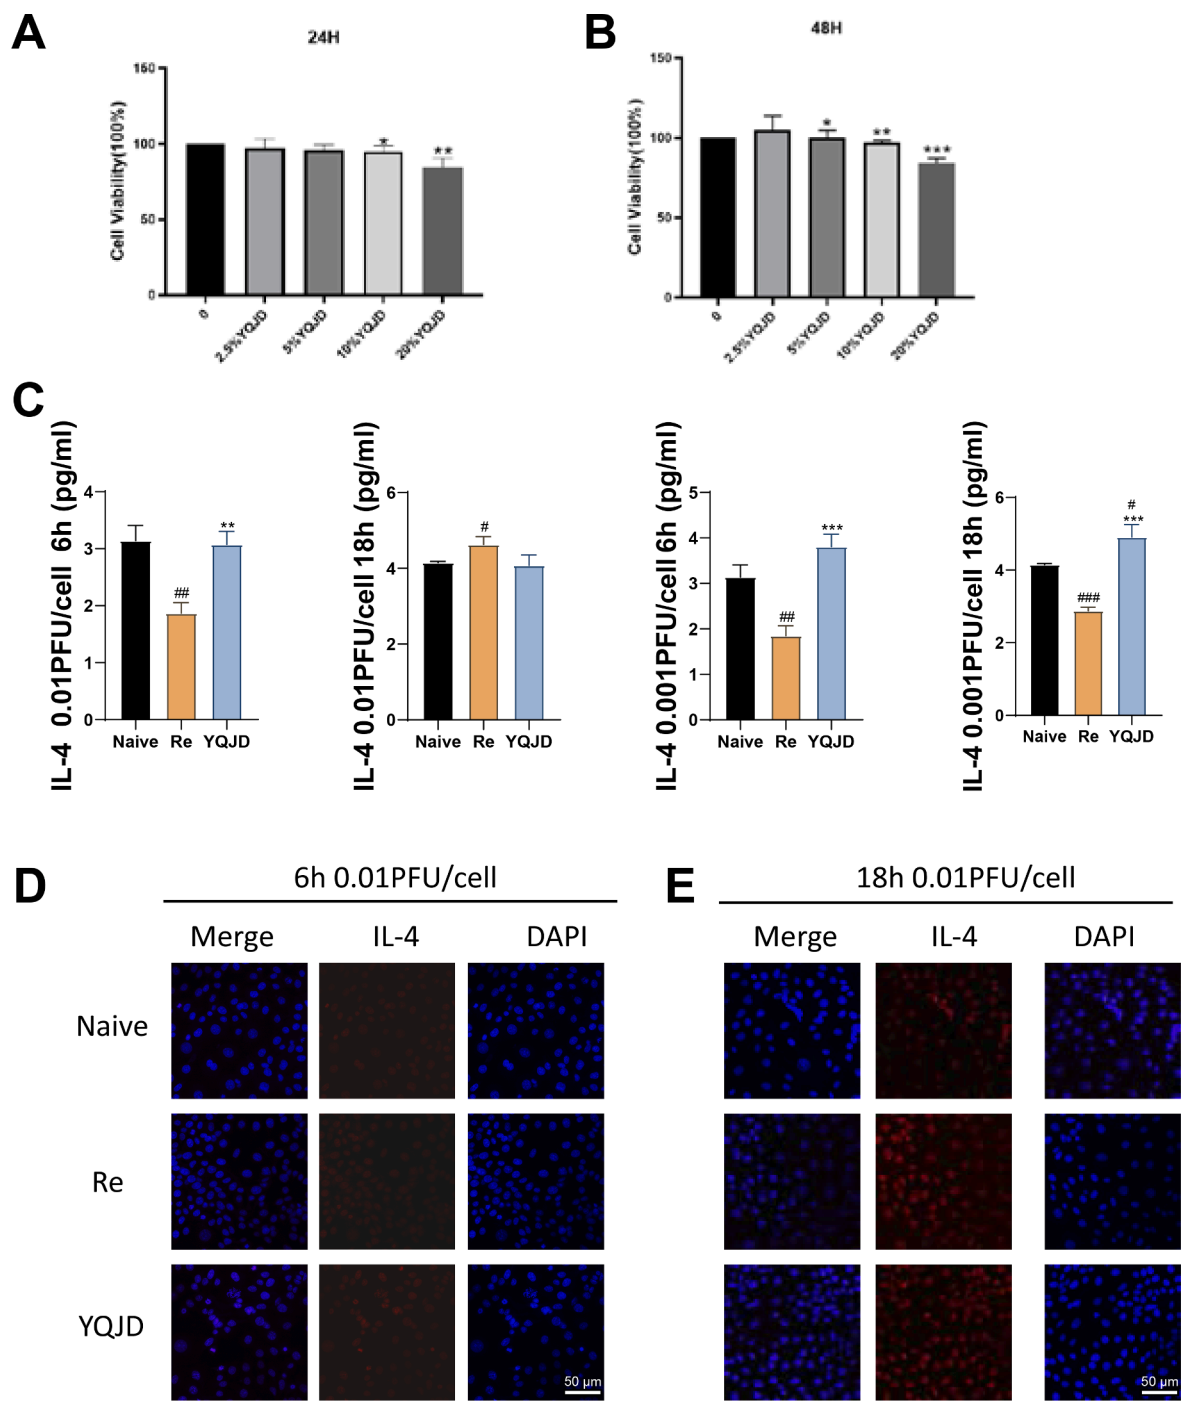 A
24H
Cell Viability(100%)
150
100
50
0
*
**
0
2.5%YQJD
5%YQJD
10%YQJD
20%YQJD
B
48H
Cell Viability(100%)
150
100
50
0
*
**
***
0
2.5%YQJD
5%YQJD
10%YQJD
20%YQJD
C
IL-4 0.01PFU/cell 6h (pg/ml)
4
3
2
1
0
##
**
Naive Re YQJD
IL-4 0.01PFU/cell 18h (pg/ml)
6
4
2
0
#
Naive Re YQJD
IL-4 0.001PFU/cell 6h (pg/ml)
5
4
3
2
1
0
##
***
Naive Re YQJD
IL-4 0.001PFU/cell 18h (pg/ml)
6
4
2
0
###
#
***
Naive Re YQJD
D
6h 0.01PFU/cell
Merge IL-4 DAPI
Naive
Re
YQJD
50 µm
E
18h 0.01PFU/cell
Merge IL-4 DAPI
50 µm